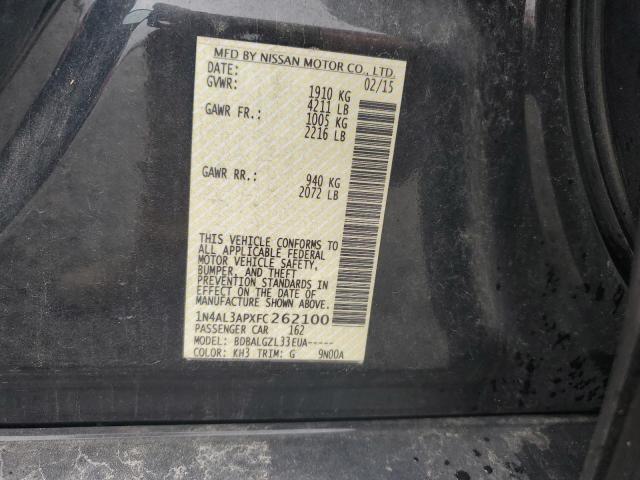 MFD BY NISSAN MOTOR CO., LTD.
DATE: 02/15
GVWR: 1910 KG
4211 LB
GAWR FR.: 1005 KG
2216 LB
GAWR RR.: 940 KG
2072 LB
THIS VEHICLE CONFORMS TO
ALL APPLICABLE FEDERAL
MOTOR VEHICLE SAFETY,
BUMPER, AND THEFT
PREVENTION STANDARDS IN
EFFECT ON THE DATE OF
MANUFACTURE SHOWN ABOVE.
1N4AL3APXFC262100
PASSENGER CAR 162
MODEL: BDBALGZL33EUA-----
COLOR: KH3 TRIM: G 9N00A